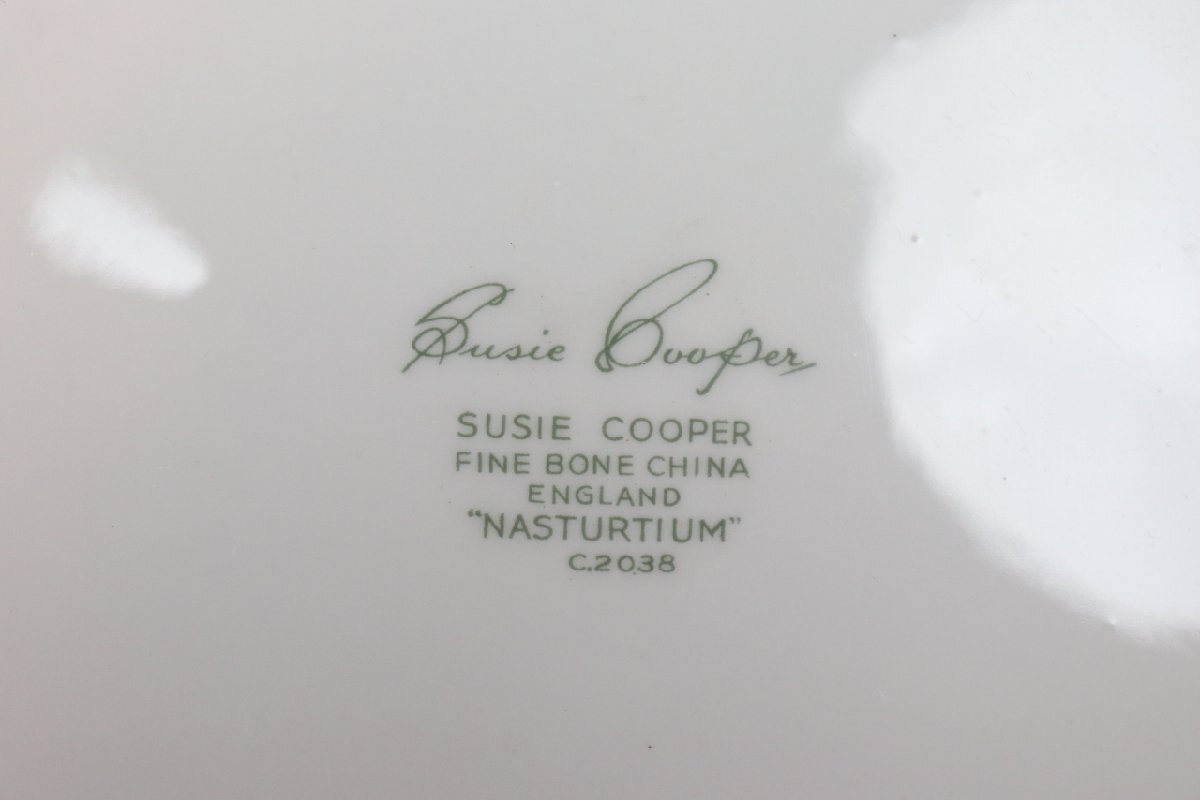 Susie Cooper
SUSIE COOPER
FINE BONE CHINA
ENGLAND
"NASTURTIUM"
C.2038